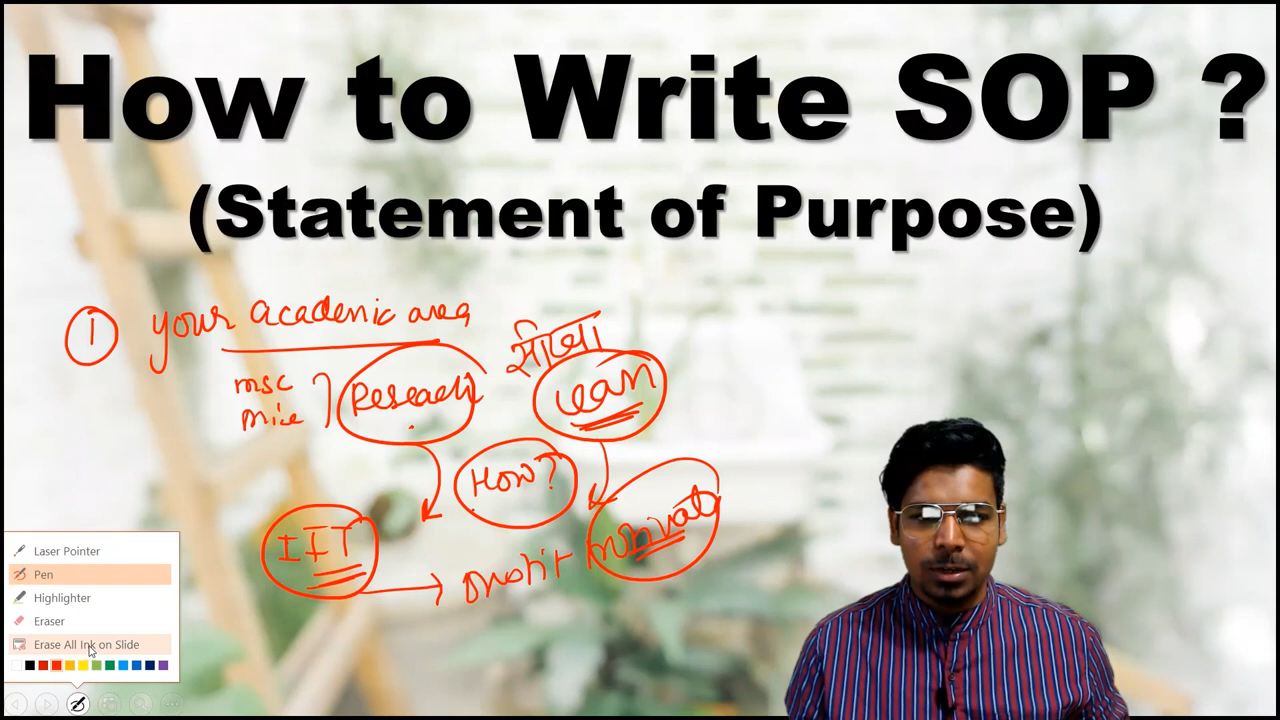 How to Write SOP ?
(Statement of Purpose)
① your academic area
सीखा
msc
Research
learn
How?
IIT
motivate
Laser Pointer
Pen
Highlighter
Eraser
Erase All Ink on Slide